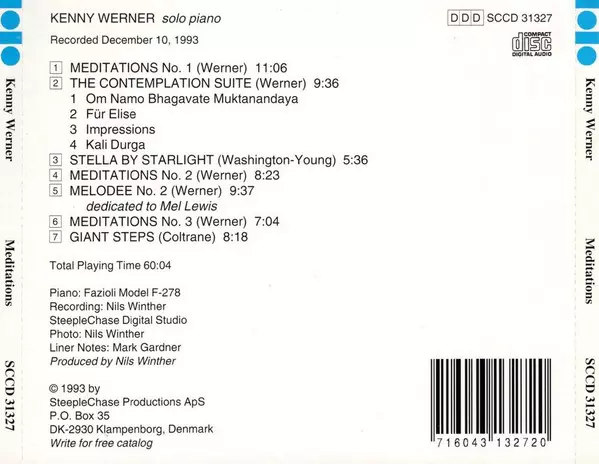 KENNY WERNER solo piano
DDD SCCD 31327
Recorded December 10, 1993
COMPACT
disc
DIGITAL AUDIO
1 MEDITATIONS No. 1 (Werner) 11:06
2 THE CONTEMPLATION SUITE (Werner) 9:36
1 Om Namo Bhagavate Muktanandaya
2 Für Elise
3 Impressions
4 Kali Durga
3 STELLA BY STARLIGHT (Washington-Young) 5:36
4 MEDITATIONS No. 2 (Werner) 8:23
5 MELODEE No. 2 (Werner) 9:37
dedicated to Mel Lewis
6 MEDITATIONS No. 3 (Werner) 7:04
7 GIANT STEPS (Coltrane) 8:18
Total Playing Time 60:04
Piano: Fazioli Model F-278
Recording: Nils Winther
SteepleChase Digital Studio
Photo: Nils Winther
Liner Notes: Mark Gardner
Produced by Nils Winther
© 1993 by
SteepleChase Productions ApS
P.O. Box 35
DK-2930 Klampenborg, Denmark
Write for free catalog
716043 132720
Kenny Werner
Meditations
SCCD 31327
Kenny Werner
Meditations
SCCD 31327